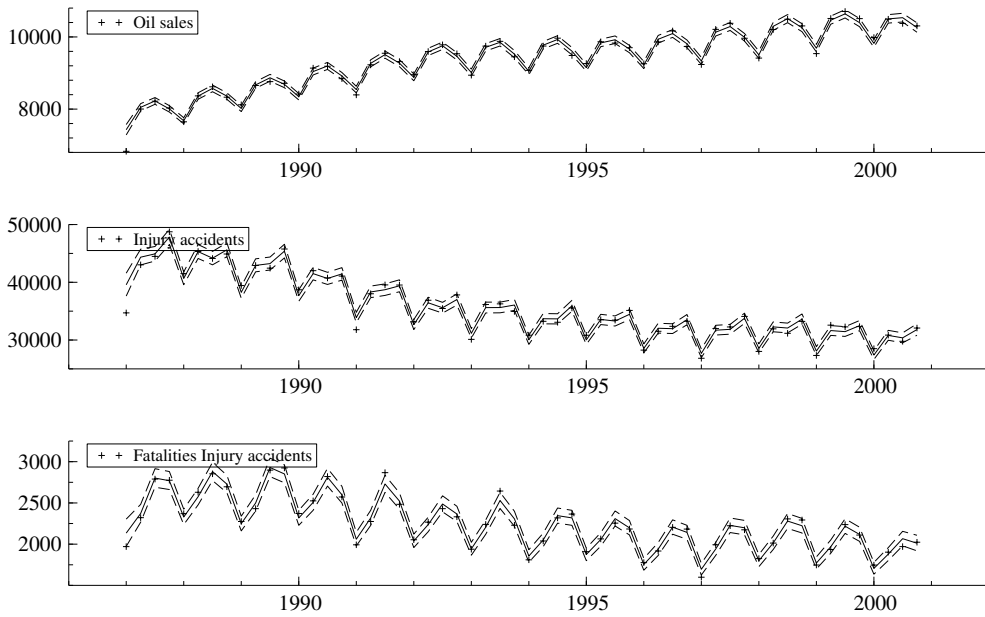 + + Oil sales
10000
8000
1990 1995 2000
50000
+ + Injury accidents
40000
30000
1990 1995 2000
+ + Fatalities Injury accidents
3000
2500
2000
1990 1995 2000